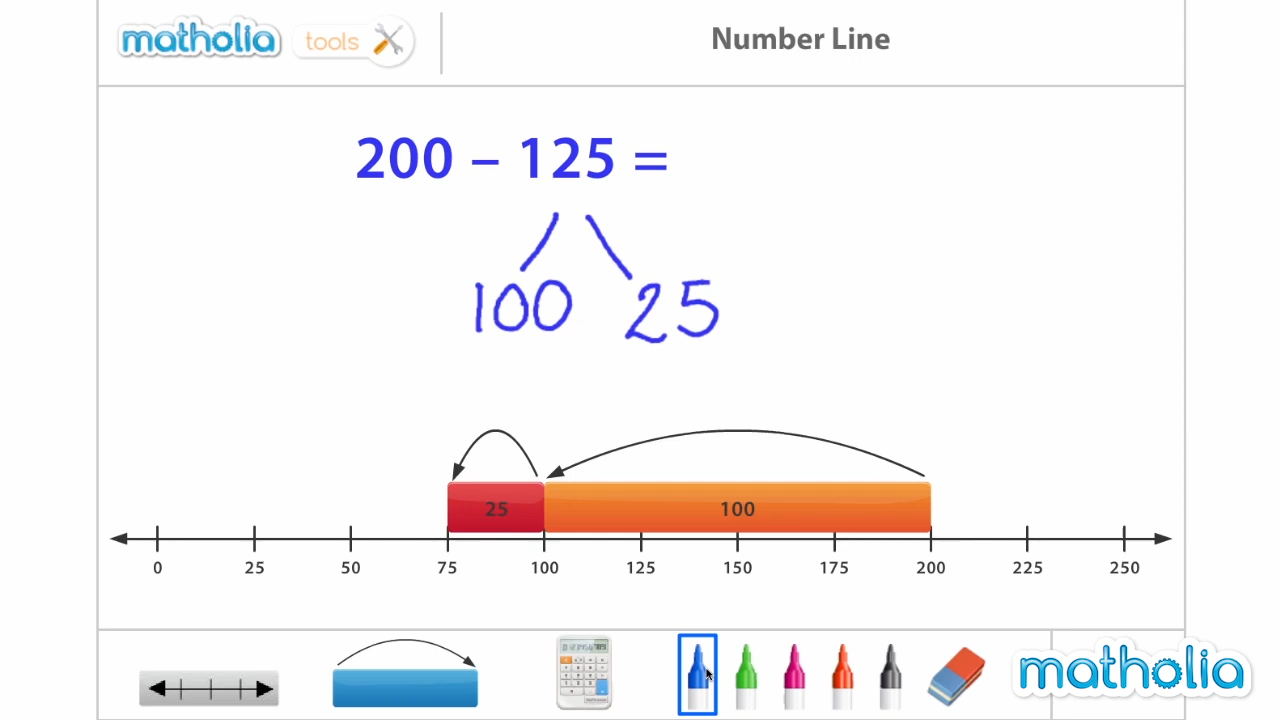 matholia tools
Number Line
200 – 125 =
100 25
25 100
0 25 50 75 100 125 150 175 200 225 250
matholia